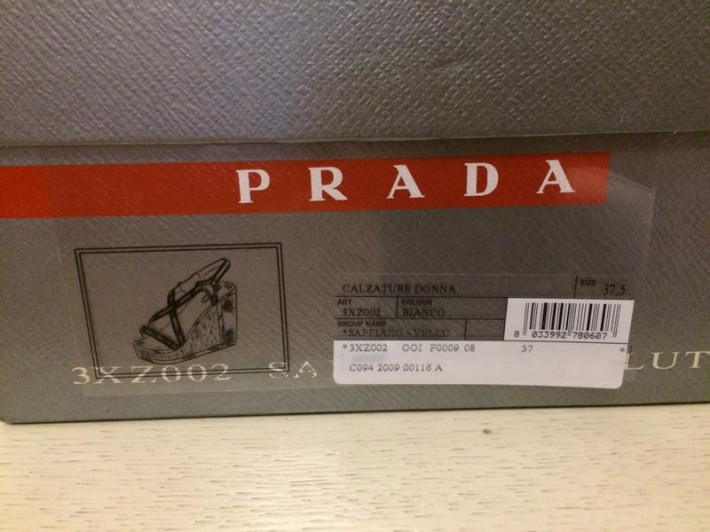 PRADA
CALZATURE DONNA
SIZE 37,5
ART 3XZ002 COLOUR BIANCO
GROUP NAME
8 033992 780607
*3XZ002 GOI F0009 08 37 *
C094 2009 00116 A
3XZ002 SA LUT